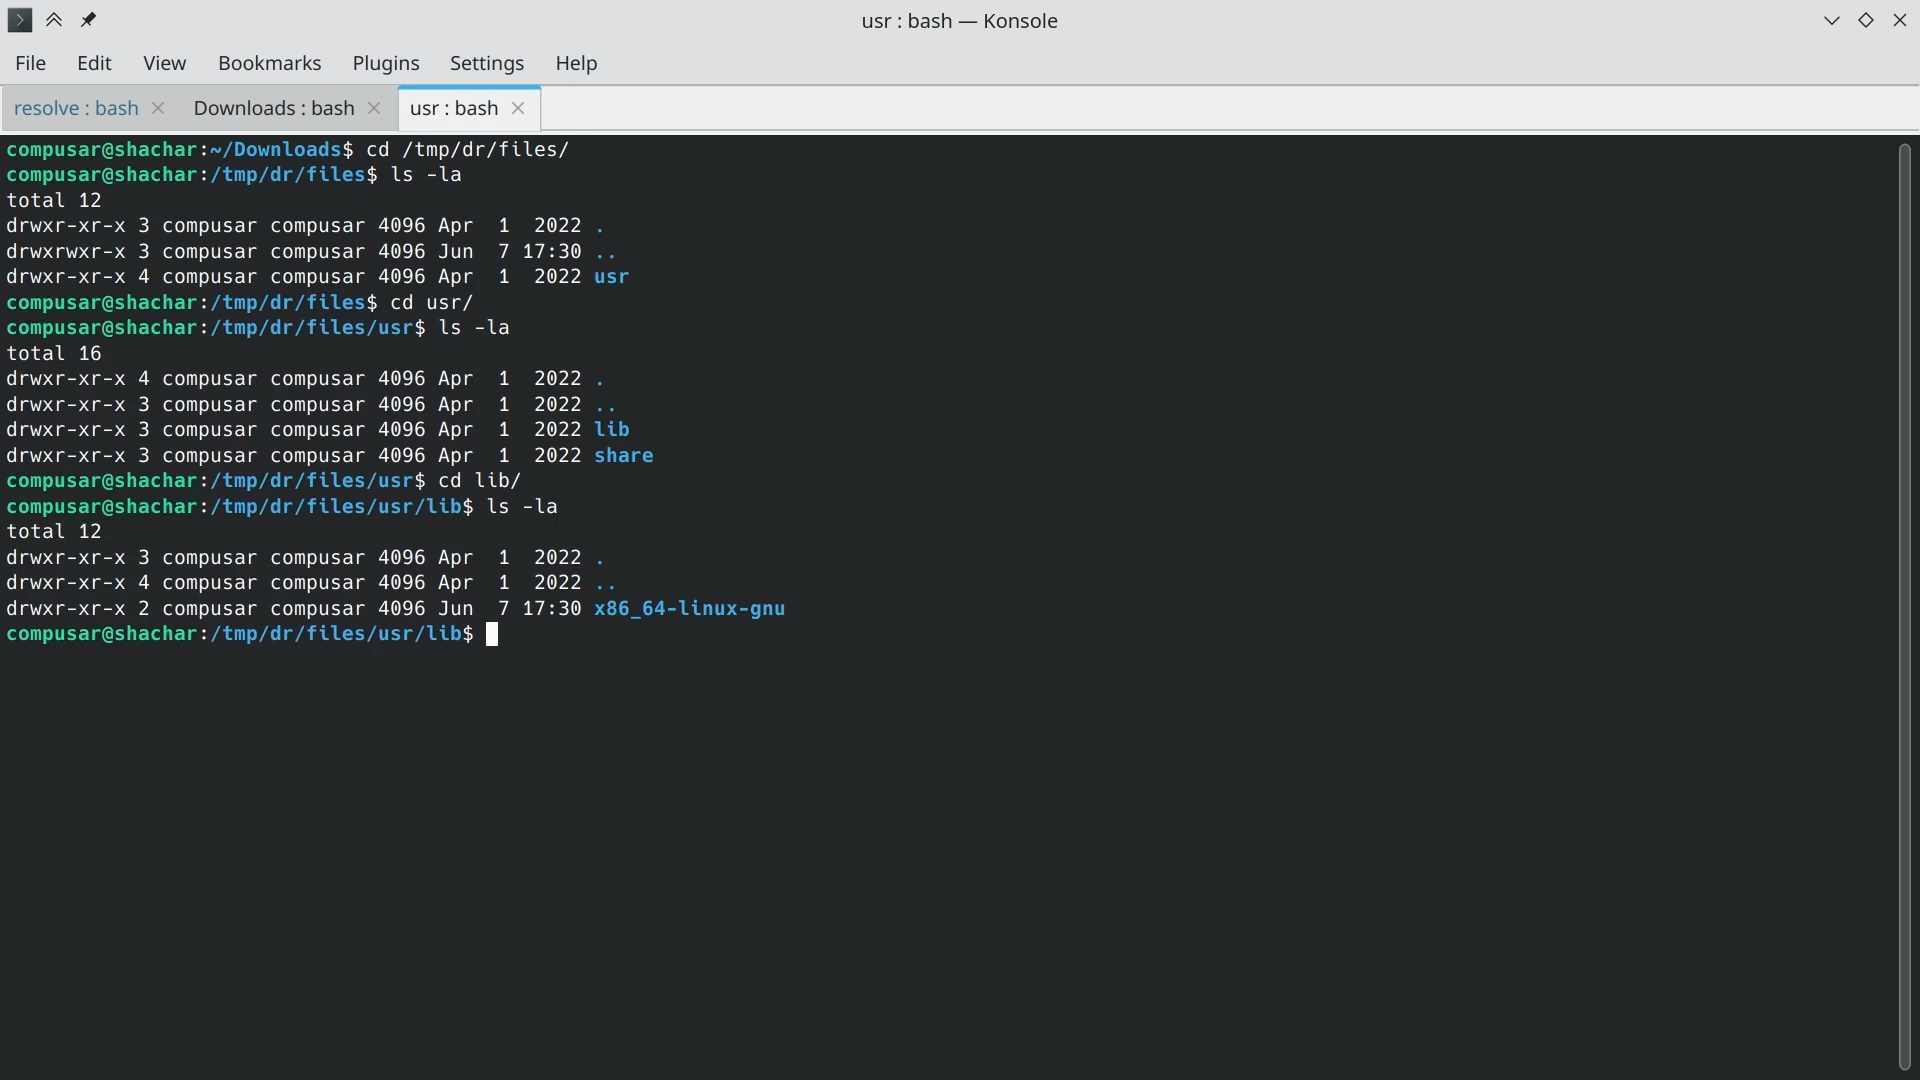 usr : bash — Konsole
File Edit View Bookmarks Plugins Settings Help
resolve : bash Downloads : bash usr : bash
compusar@shachar:~/Downloads$ cd /tmp/dr/files/
compusar@shachar:/tmp/dr/files$ ls -la
total 12
drwxr-xr-x 3 compusar compusar 4096 Apr  1  2022 .
drwxrwxr-x 3 compusar compusar 4096 Jun  7 17:30 ..
drwxr-xr-x 4 compusar compusar 4096 Apr  1  2022 usr
compusar@shachar:/tmp/dr/files$ cd usr/
compusar@shachar:/tmp/dr/files/usr$ ls -la
total 16
drwxr-xr-x 4 compusar compusar 4096 Apr  1  2022 .
drwxr-xr-x 3 compusar compusar 4096 Apr  1  2022 ..
drwxr-xr-x 3 compusar compusar 4096 Apr  1  2022 lib
drwxr-xr-x 3 compusar compusar 4096 Apr  1  2022 share
compusar@shachar:/tmp/dr/files/usr$ cd lib/
compusar@shachar:/tmp/dr/files/usr/lib$ ls -la
total 12
drwxr-xr-x 3 compusar compusar 4096 Apr  1  2022 .
drwxr-xr-x 4 compusar compusar 4096 Apr  1  2022 ..
drwxr-xr-x 2 compusar compusar 4096 Jun  7 17:30 x86_64-linux-gnu
compusar@shachar:/tmp/dr/files/usr/lib$